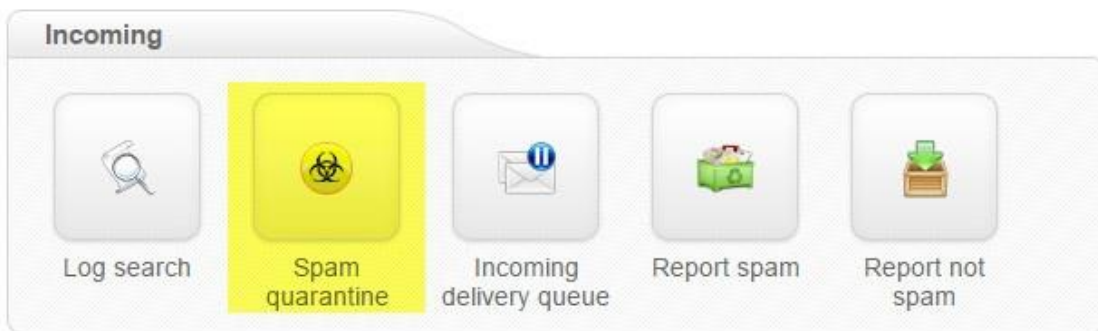 Incoming
Log search
Spam
quarantine
Incoming
delivery queue
Report spam
Report not
spam